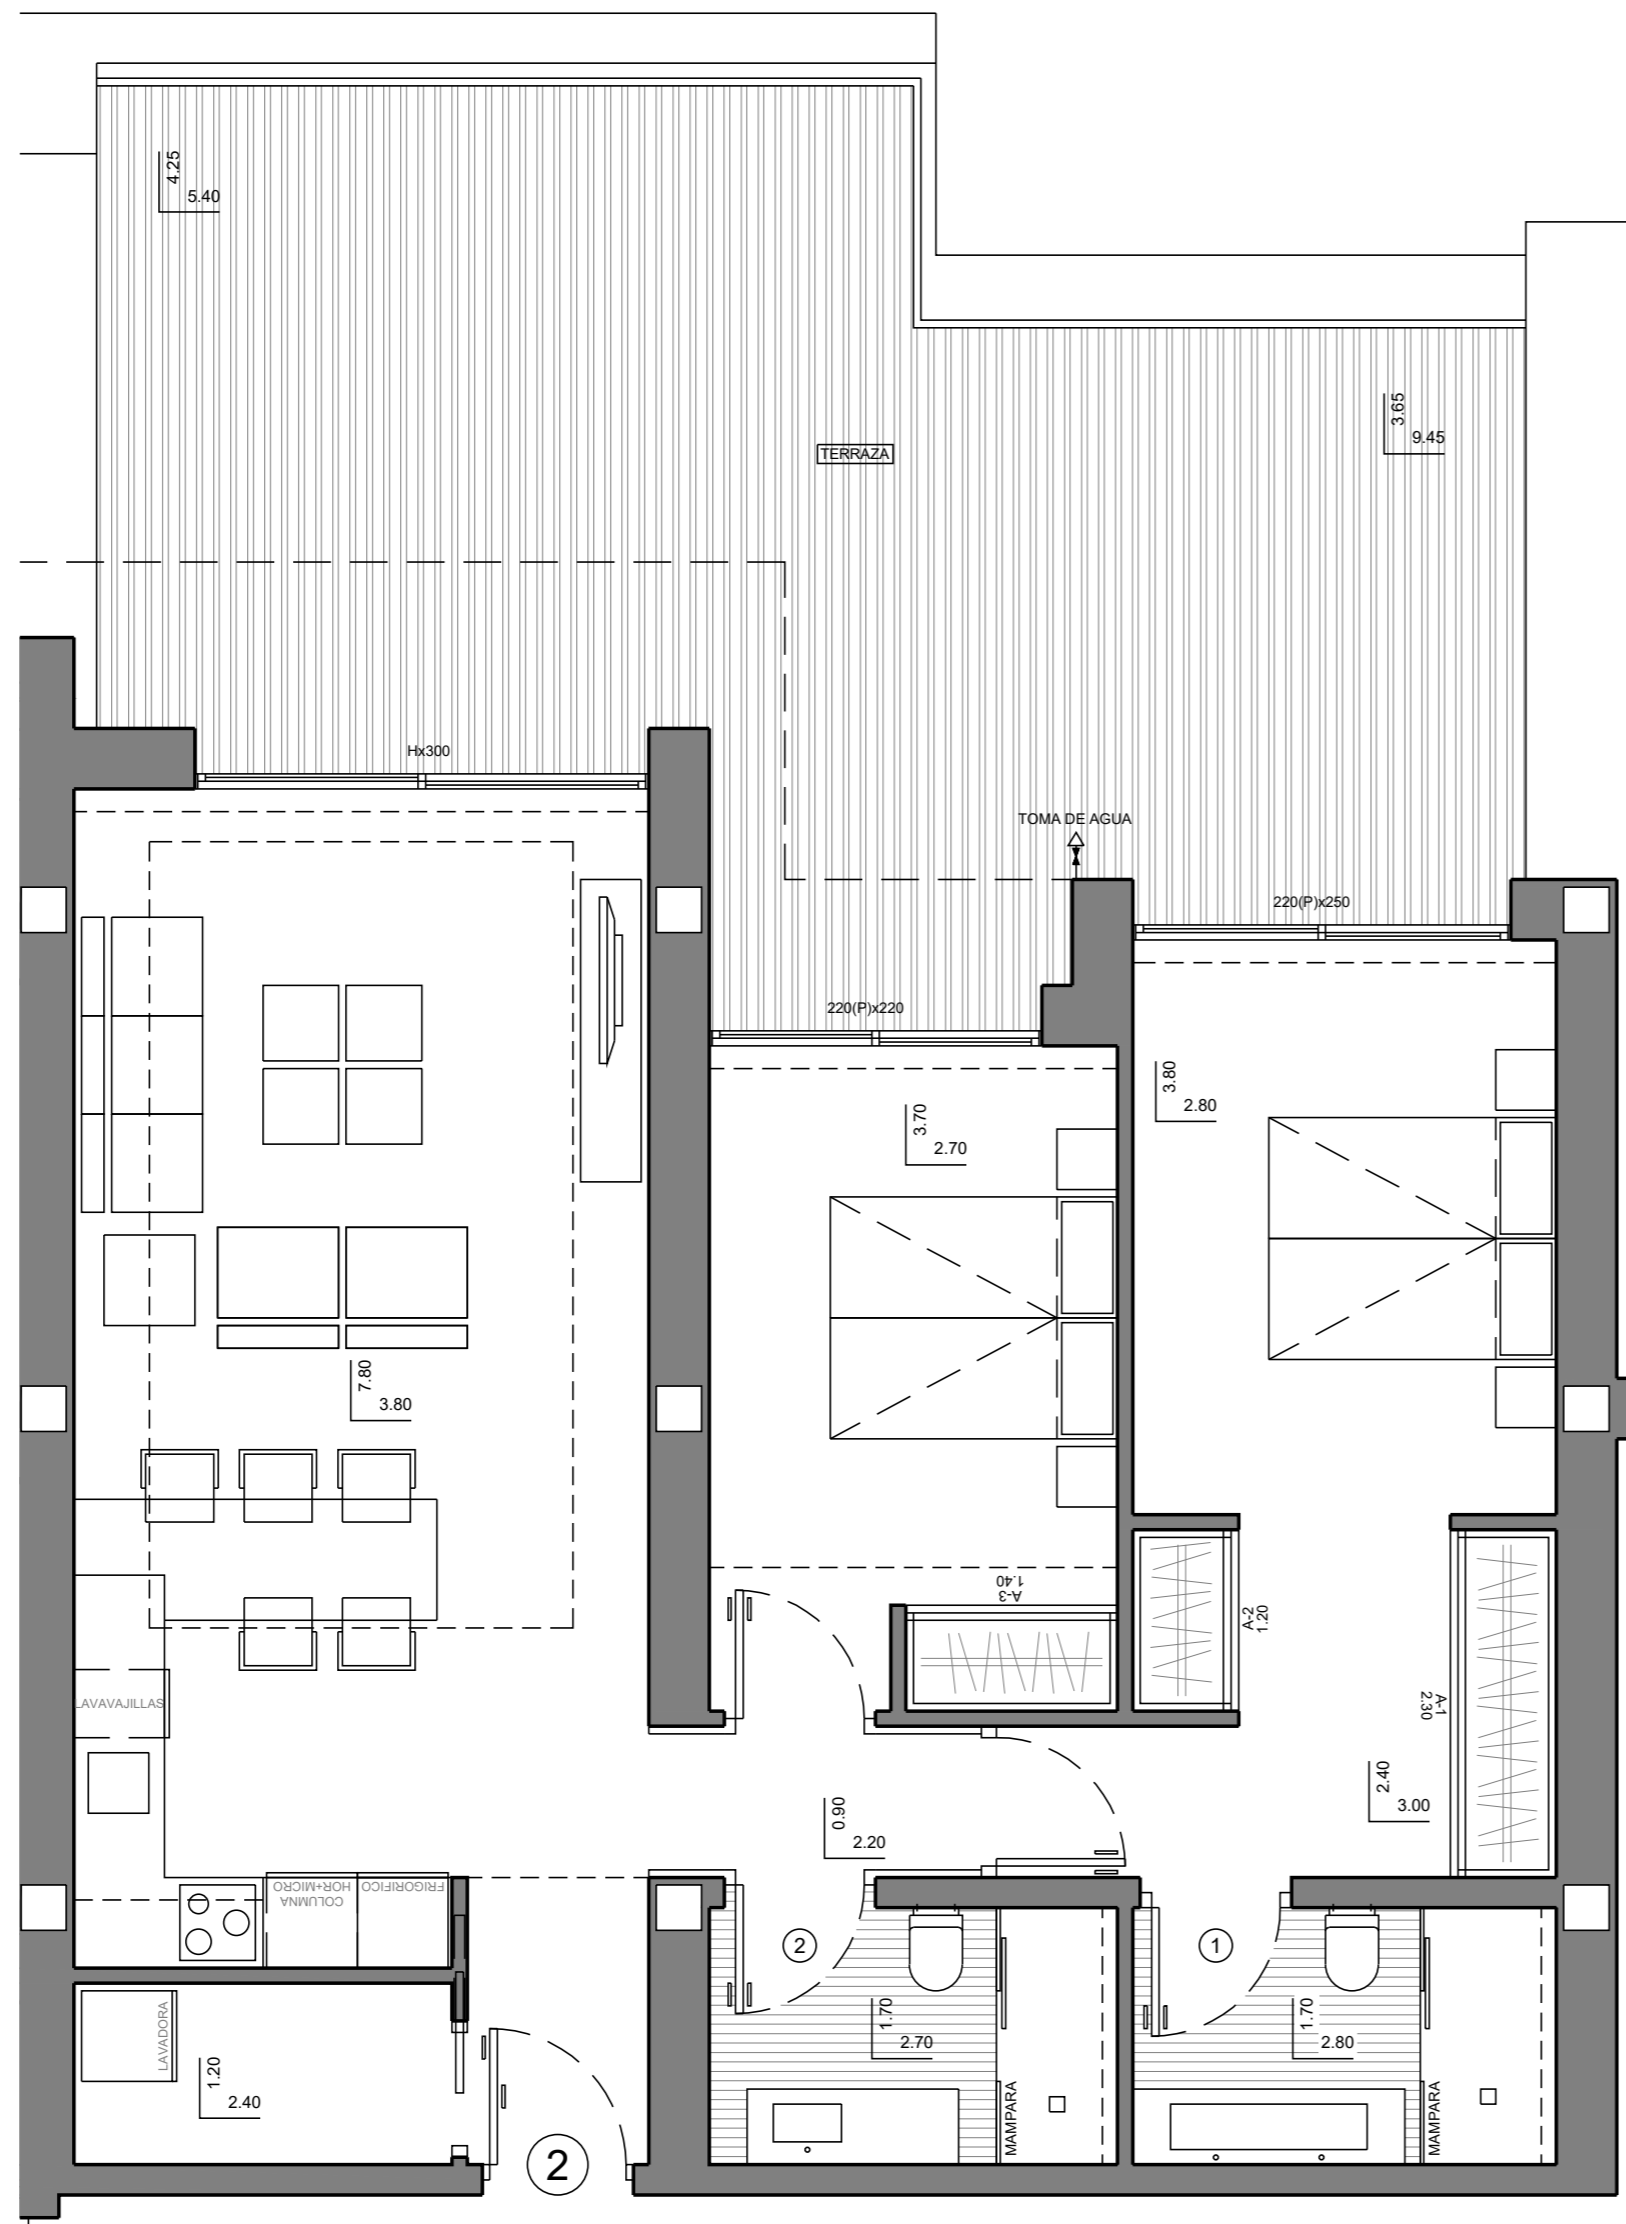 4.25
5.40
3.65
9.45
TERRAZA
Hx300
TOMA DE AGUA
220(P)x250
220(P)x220
3.80
2.80
3.70
2.70
7.80
3.80
A-3
1.40
A-2
1.20
LAVAVAJILLAS
A-1
2.30
2.40
3.00
0.90
2.20
COLUMNA
HOR+MICRO
FRIGORIFICO
2
1
1.70
2.70
1.70
2.80
LAVADORA
1.20
2.40
MAMPARA
MAMPARA
2